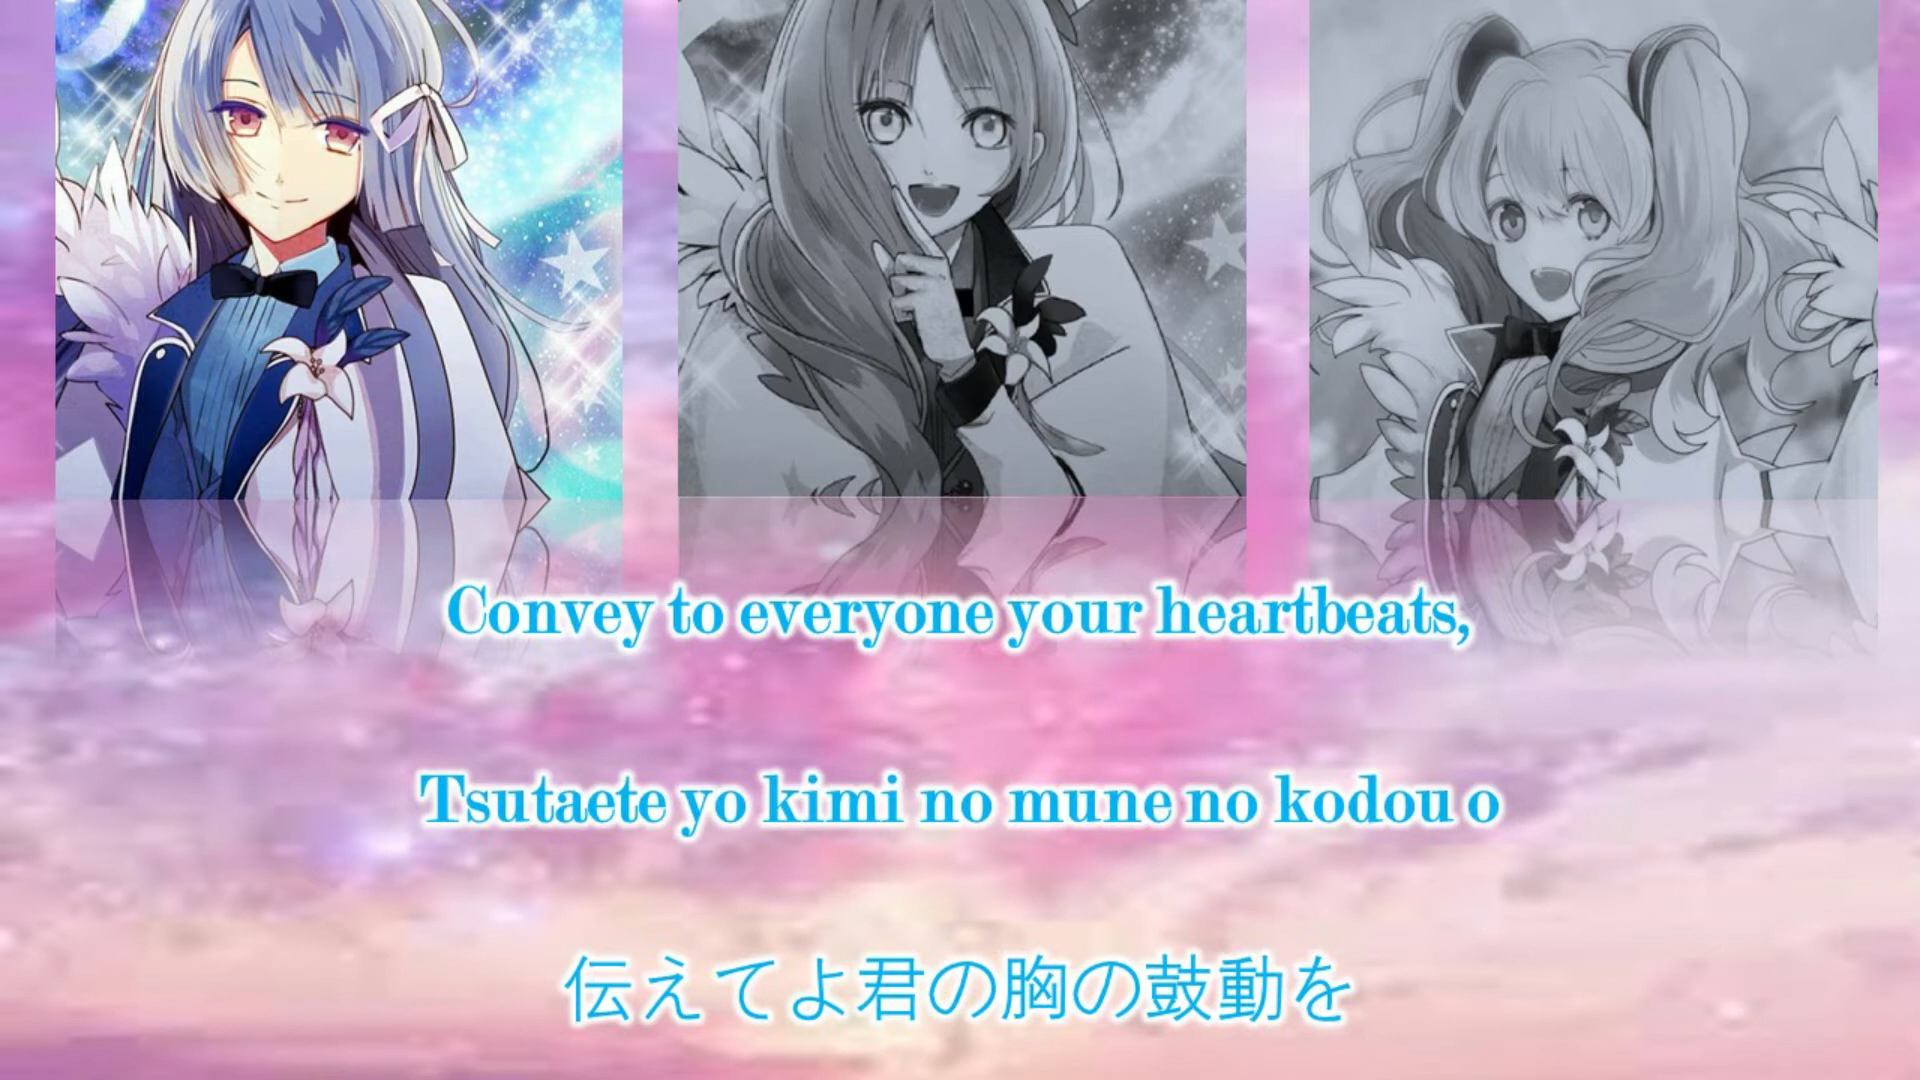 Convey to everyone your heartbeats,
Tsutaete yo kimi no mune no kodou o
伝えてよ君の胸の鼓動を